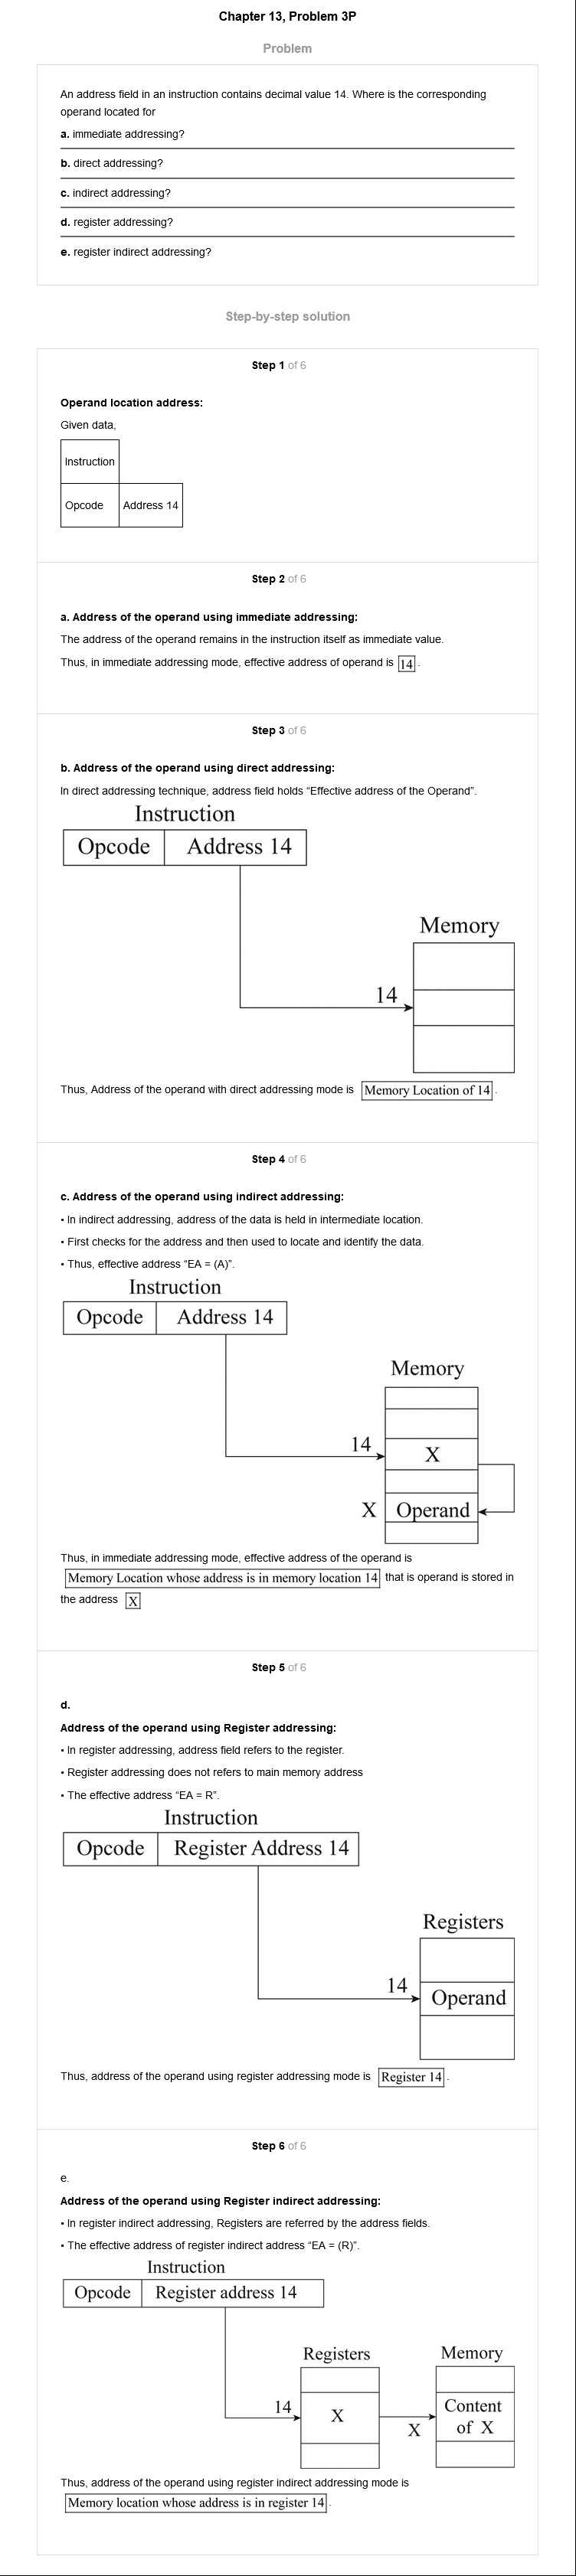 Chapter 13, Problem 3P
Problem
An address field in an instruction contains decimal value 14. Where is the corresponding
operand located for
a. immediate addressing?
b. direct addressing?
c. indirect addressing?
d. register addressing?
e. register indirect addressing?
Step-by-step solution
Step 1 of 6
Operand location address:
Given data,
Instruction
Opcode Address 14
Step 2 of 6
a. Address of the operand using immediate addressing:
The address of the operand remains in the instruction itself as immediate value.
Thus, in immediate addressing mode, effective address of operand is 14.
Step 3 of 6
b. Address of the operand using direct addressing:
In direct addressing technique, address field holds “Effective address of the Operand”.
Instruction
Opcode Address 14
Memory
14
Thus, Address of the operand with direct addressing mode is Memory Location of 14.
Step 4 of 6
c. Address of the operand using indirect addressing:
• In indirect addressing, address of the data is held in intermediate location.
• First checks for the address and then used to locate and identify the data.
• Thus, effective address “EA = (A)”.
Instruction
Opcode Address 14
Memory
14 X
X Operand
Thus, in immediate addressing mode, effective address of the operand is
Memory Location whose address is in memory location 14 that is operand is stored in
the address X
Step 5 of 6
d.
Address of the operand using Register addressing:
• In register addressing, address field refers to the register.
• Register addressing does not refers to main memory address
• The effective address “EA = R”.
Instruction
Opcode Register Address 14
Registers
14 Operand
Thus, address of the operand using register addressing mode is Register 14.
Step 6 of 6
e.
Address of the operand using Register indirect addressing:
• In register indirect addressing, Registers are referred by the address fields.
• The effective address of register indirect address “EA = (R)”.
Instruction
Opcode Register address 14
Registers Memory
14 X X Content
of X
Thus, address of the operand using register indirect addressing mode is
Memory location whose address is in register 14.